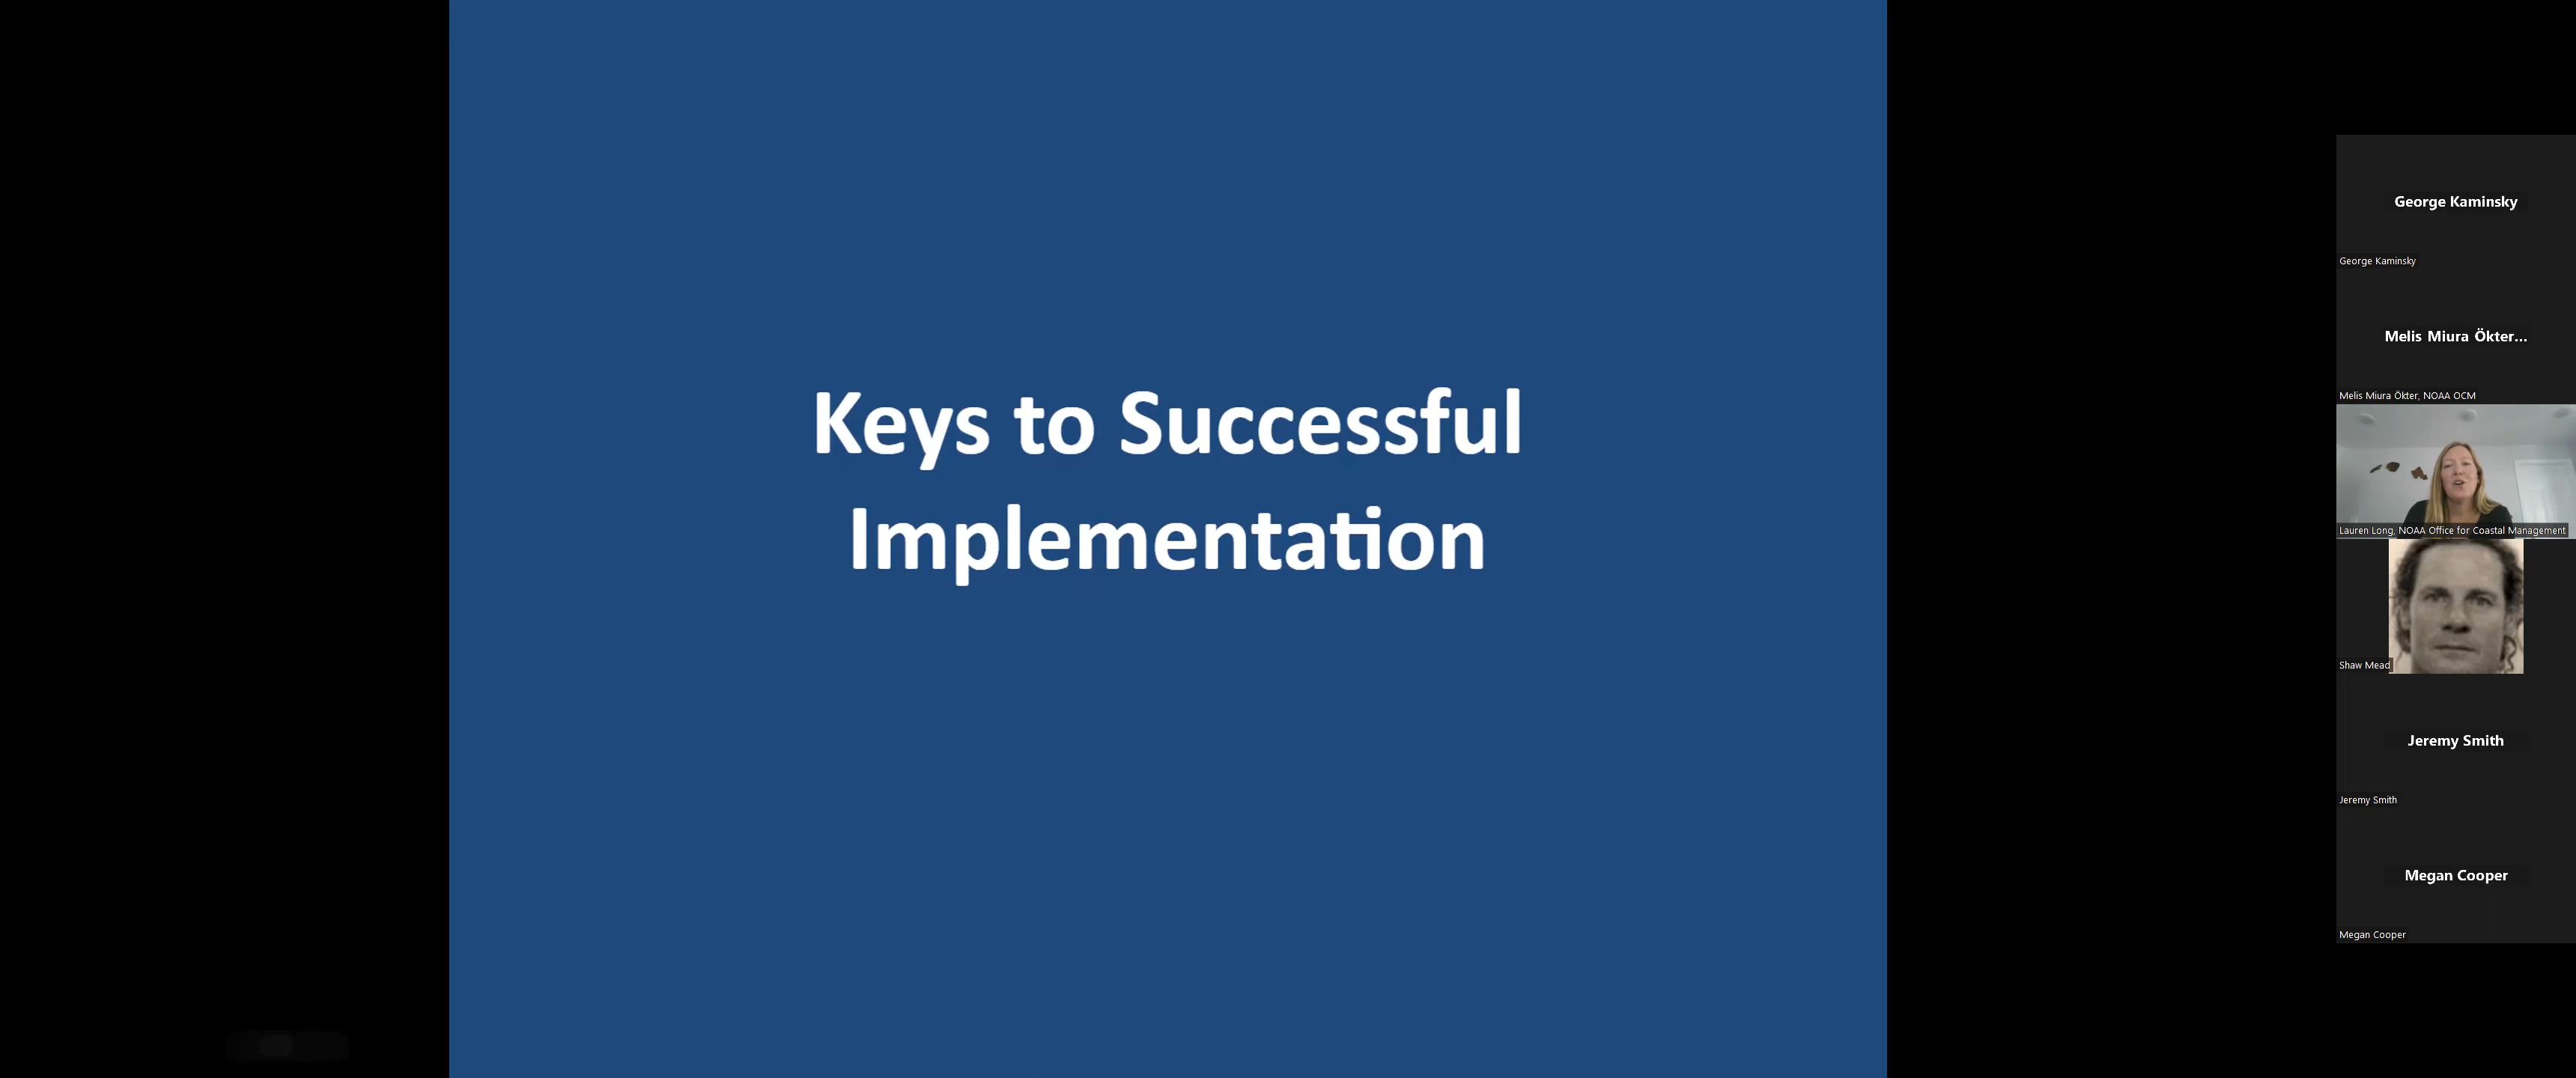 Keys to Successful
Implementation
George Kaminsky
George Kaminsky
Melis Miura Ökter...
Melis Miura Ökter, NOAA OCM
Lauren Long, NOAA Office for Coastal Management
Shaw Mead
Jeremy Smith
Jeremy Smith
Megan Cooper
Megan Cooper